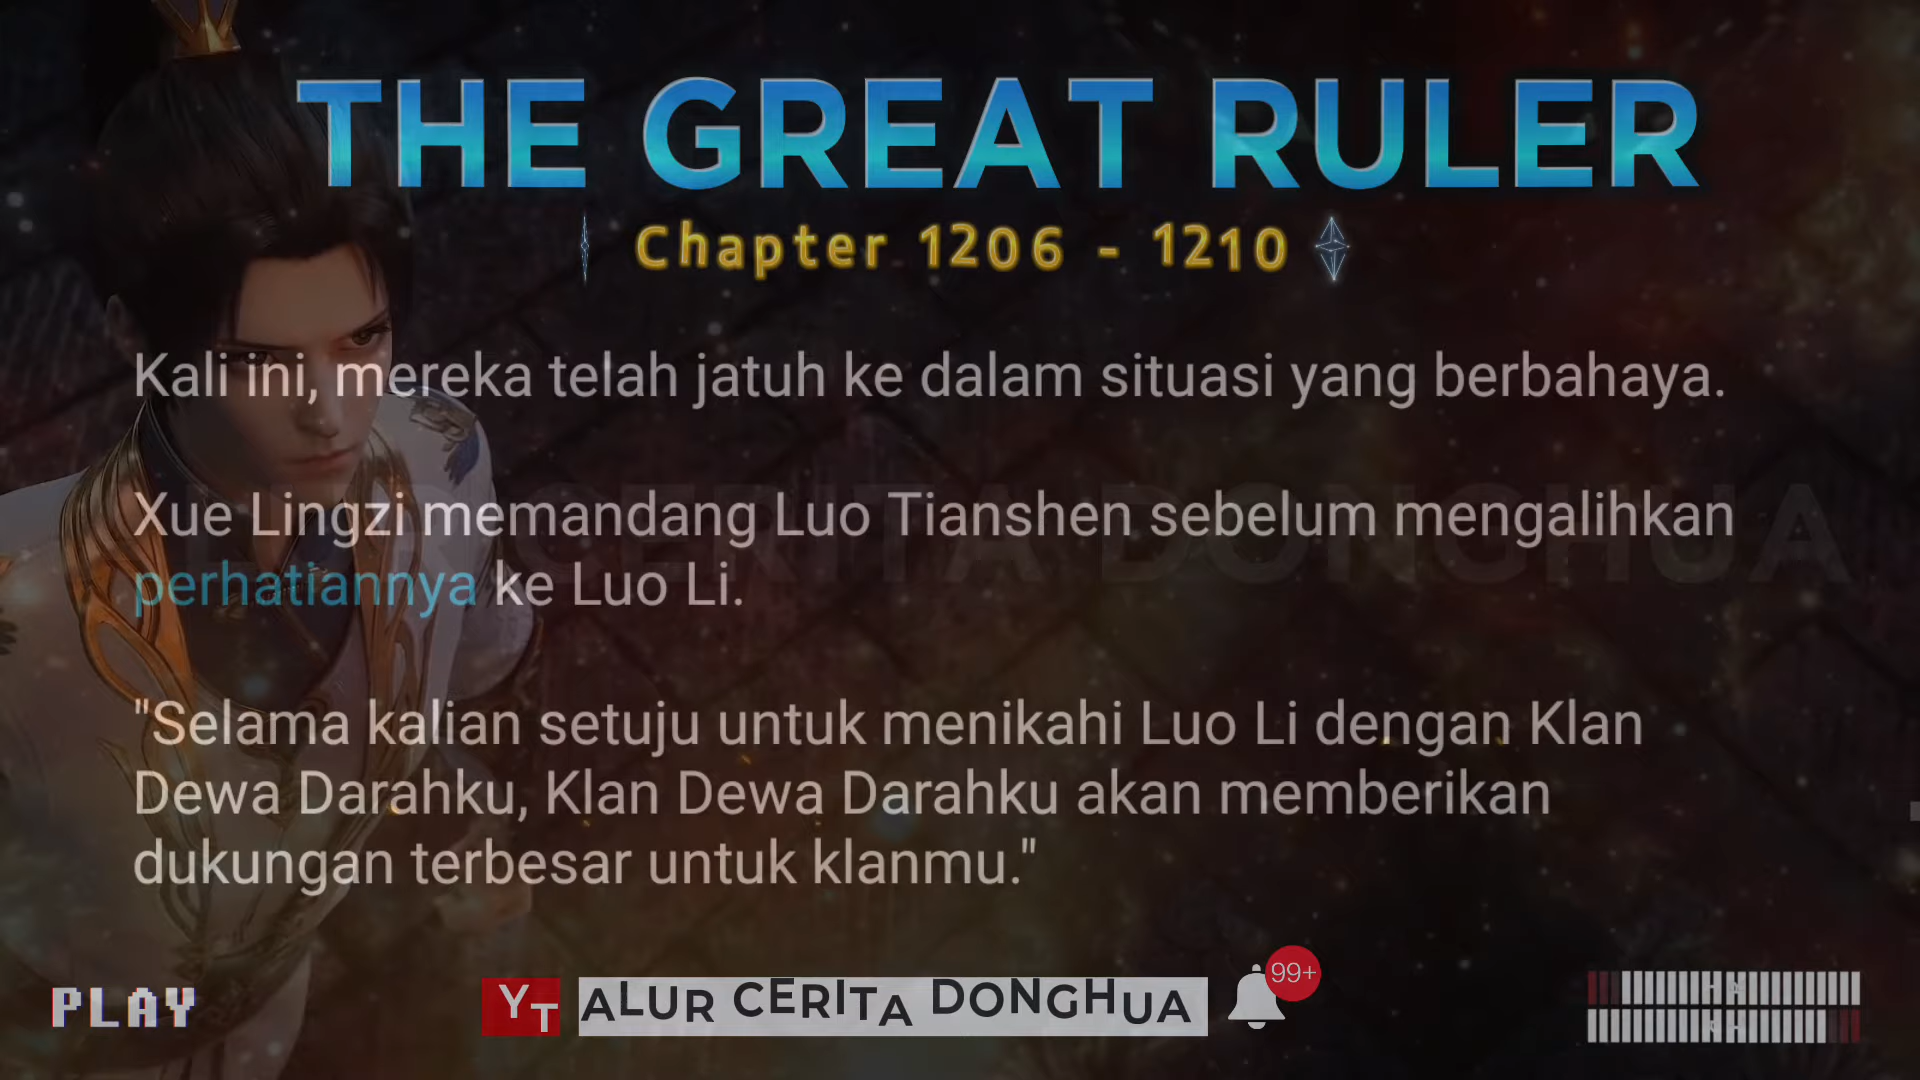 THE GREAT RULER
Chapter 1206 - 1210
Kali ini, mereka telah jatuh ke dalam situasi yang berbahaya.
Xue Lingzi memandang Luo Tianshen sebelum mengalihkan
perhatiannya ke Luo Li.
"Selama kalian setuju untuk menikahi Luo Li dengan Klan
Dewa Darahku, Klan Dewa Darahku akan memberikan
dukungan terbesar untuk klanmu."
CERITA DONGHUA
PLAY
YT ALUR CERITA DONGHUA 99+